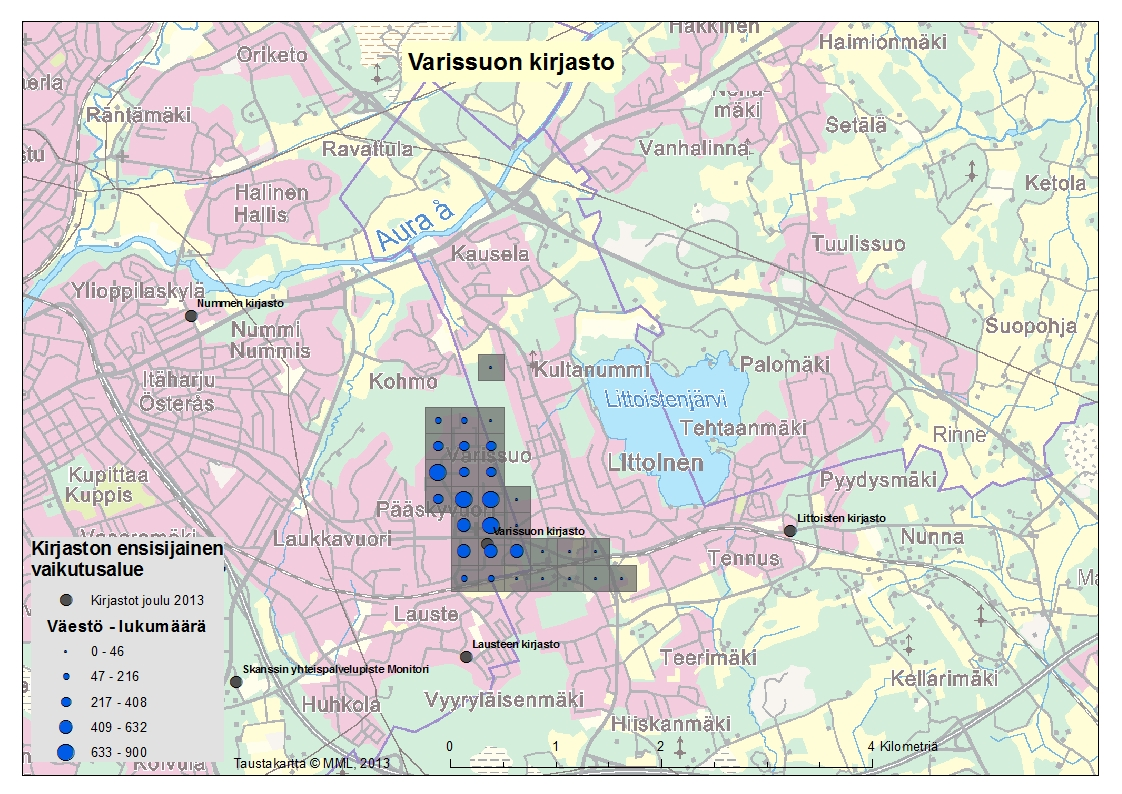 Häkkinen
Haimionmäki
Varissuon kirjasto
Oriketo
mäki
Räntämäki
Setälä
Ravattula
Vanhalinna
Ketola
Halinen
Hallis
Aura å
Tuulissuo
Kausela
Ylioppilaskylä
Nummen kirjasto
Suopohja
Nummi
Nummis
Kultanummi
Palomäki
Itäharju
Österås
Kohmo
Littoistenjärvi
Tehtaanmäki
Rinne
Varissuo
Littoinen
Kupittaa
Kuppis
Pyydysmäki
Pääskyvuori
Littoisten kirjasto
Varissuon kirjasto
Laukkavuori
Nunna
Tennus
Kirjaston ensisijainen
vaikutusalue
Kirjastot joulu 2013
Väestö - lukumäärä
0 - 46
47 - 216
217 - 408
409 - 632
633 - 900
Lauste
Lausteen kirjasto
Teerimäki
Skanssin yhteispalvelupiste Monitori
Kellarimäki
Huhkola
Vyyryläisenmäki
Hiiskanmäki
0 1 2 4 Kilometriä
Koivula
Taustakartta © MML, 2013